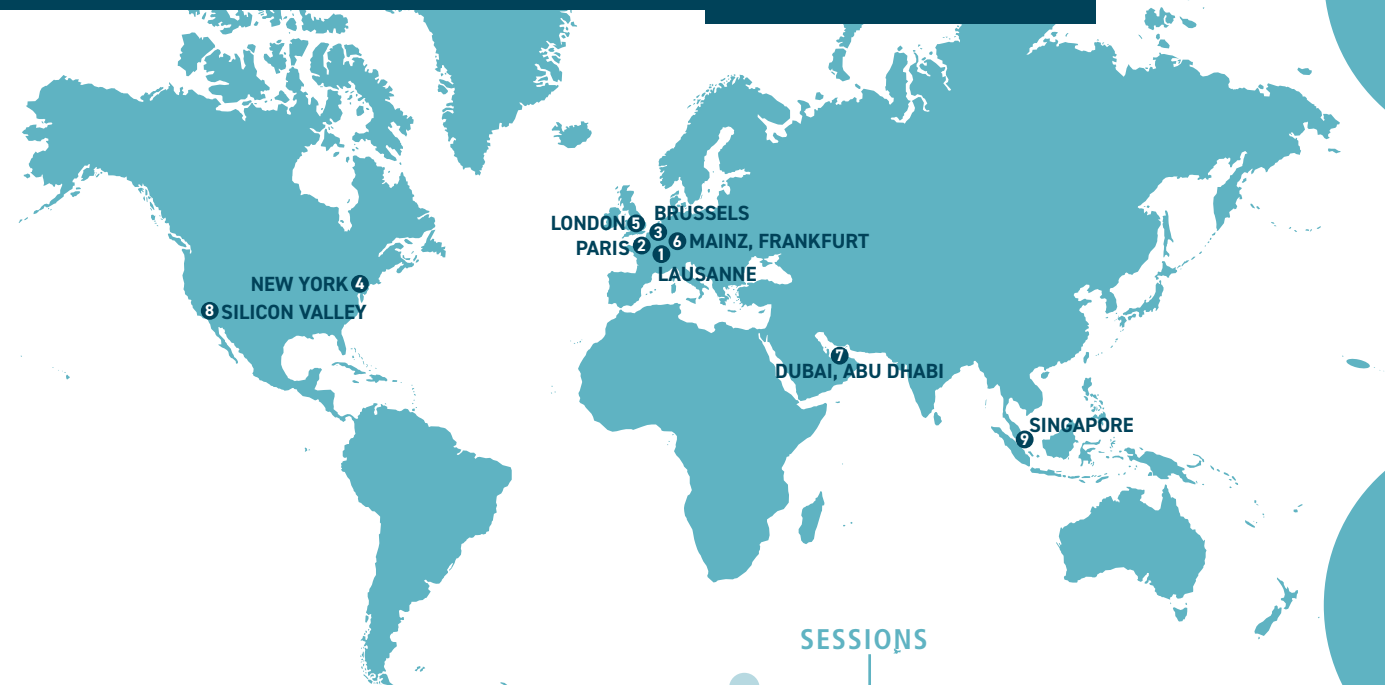 BRUSSELS
LONDON 5
3
PARIS 2
6 MAINZ, FRANKFURT
1
LAUSANNE
NEW YORK 4
8 SILICON VALLEY
7
DUBAI, ABU DHABI
SINGAPORE
9
SESSIONS